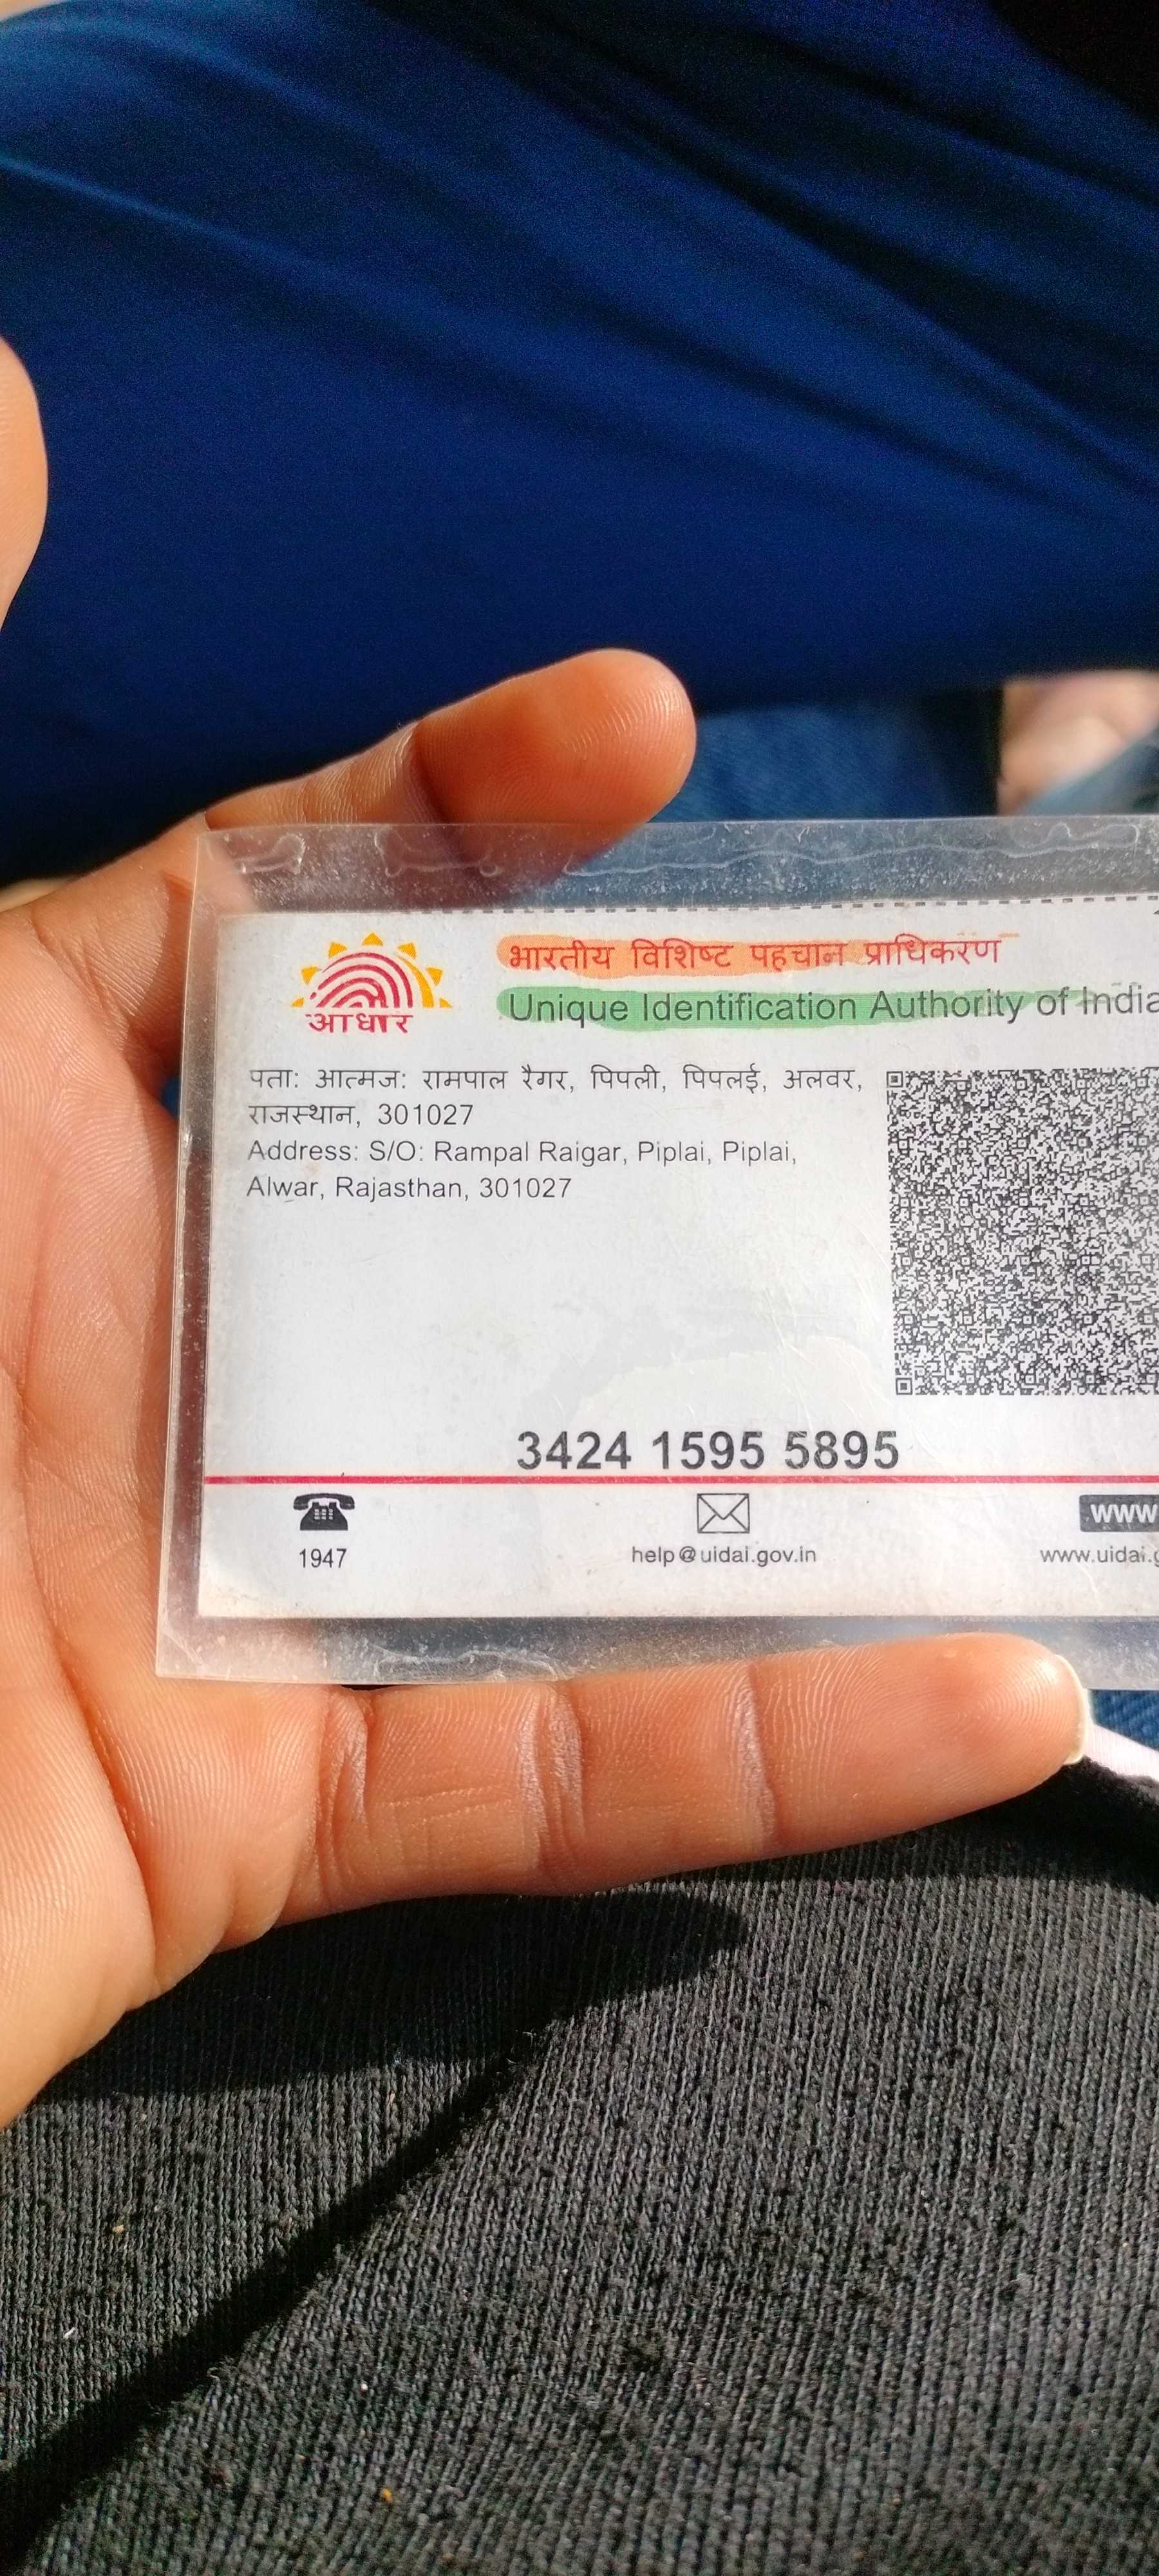 आधार
भारतीय विशिष्ट पहचान प्राधिकरण
Unique Identification Authority of India
पता: आत्मज: रामपाल रैगर, पिपली, पिपलई, अलवर,
राजस्थान, 301027
Address: S/O: Rampal Raigar, Piplai, Piplai,
Alwar, Rajasthan, 301027
3424 1595 5895
1947
help@uidai.gov.in
WWW
www.uidai.g